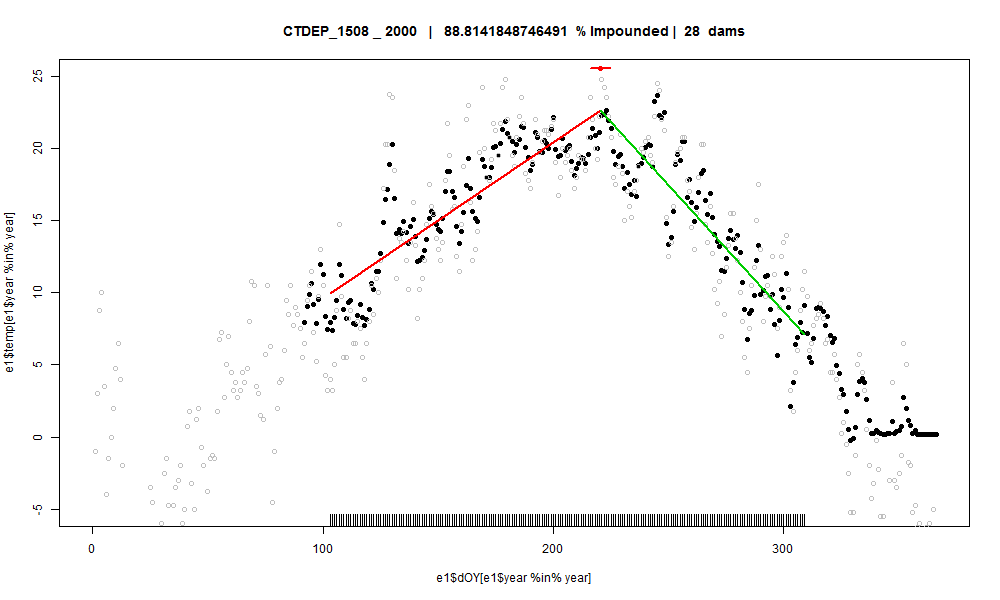 CTDEP_1508 _ 2000 | 88.8141848746491 % Impounded | 28 dams
e1$temp[e1$year %in% year]
25
20
15
10
5
0
-5
0 100 200 300
e1$dOY[e1$year %in% year]